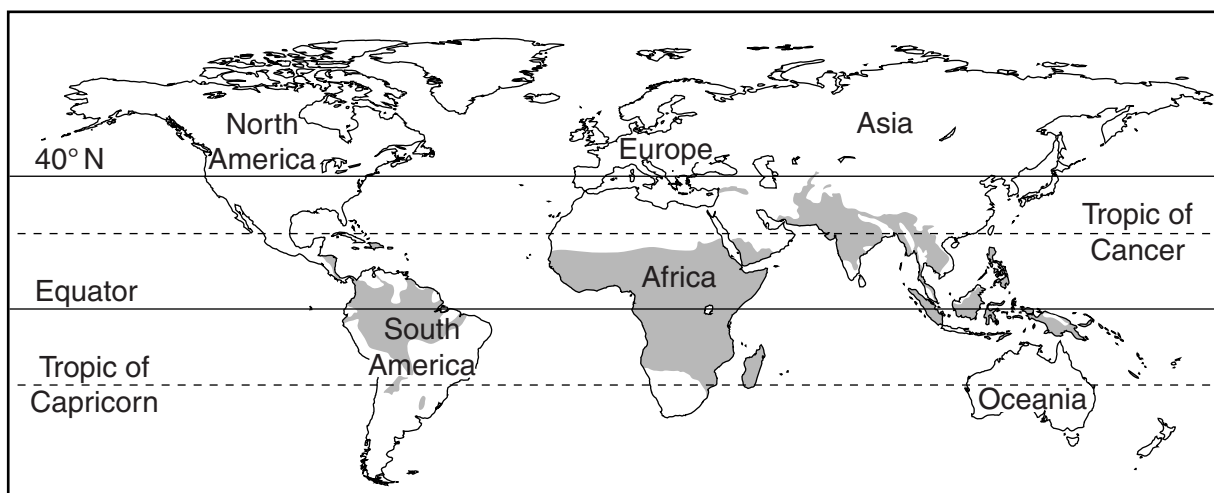 North
America
40° N
Europe
Asia
Tropic of
Cancer
Equator
Africa
South
America
Tropic of
Capricorn
Oceania